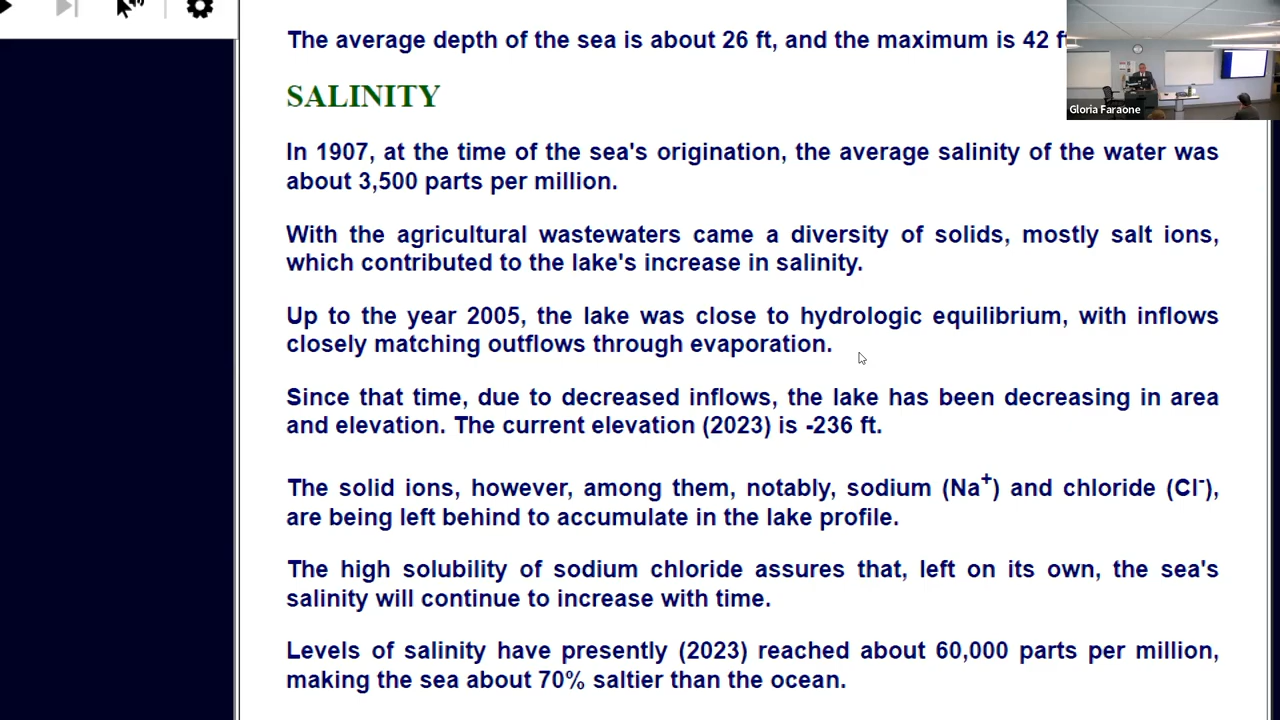 The average depth of the sea is about 26 ft, and the maximum is 42 f
SALINITY
In 1907, at the time of the sea's origination, the average salinity of the water was
about 3,500 parts per million.
With the agricultural wastewaters came a diversity of solids, mostly salt ions,
which contributed to the lake's increase in salinity.
Up to the year 2005, the lake was close to hydrologic equilibrium, with inflows
closely matching outflows through evaporation.
Since that time, due to decreased inflows, the lake has been decreasing in area
and elevation. The current elevation (2023) is -236 ft.
The solid ions, however, among them, notably, sodium (Na⁺) and chloride (Cl⁻),
are being left behind to accumulate in the lake profile.
The high solubility of sodium chloride assures that, left on its own, the sea's
salinity will continue to increase with time.
Levels of salinity have presently (2023) reached about 60,000 parts per million,
making the sea about 70% saltier than the ocean.
Gloria Faraone